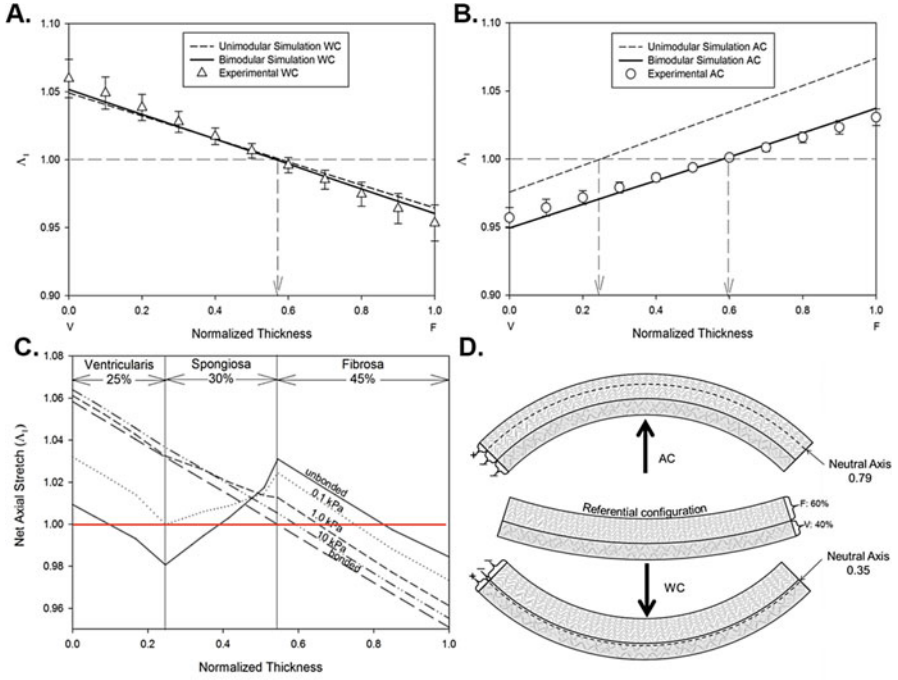 A.
1.10
1.05
1.00
0.95
0.90
Λ₁
Unimodular Simulation WC
Bimodular Simulation WC
Experimental WC
0.0
0.2
0.4
0.6
0.8
1.0
V
Normalized Thickness
F
B.
1.10
1.05
1.00
0.95
0.90
Λ₁
Unimodular Simulation AC
Bimodular Simulation AC
Experimental AC
0.0
0.2
0.4
0.6
0.8
1.0
V
Normalized Thickness
F
C.
1.08
1.06
1.04
1.02
1.00
0.98
0.96
Net Axial Stretch (Λ₁)
Ventricularis
25%
Spongiosa
30%
Fibrosa
45%
unbonded
0.1 kPa
1.0 kPa
10 kPa
bonded
0.0
0.2
0.4
0.6
0.8
1.0
Normalized Thickness
D.
+
–
AC
Neutral Axis
0.79
Referential configuration
F: 60%
V: 40%
+
–
WC
Neutral Axis
0.35